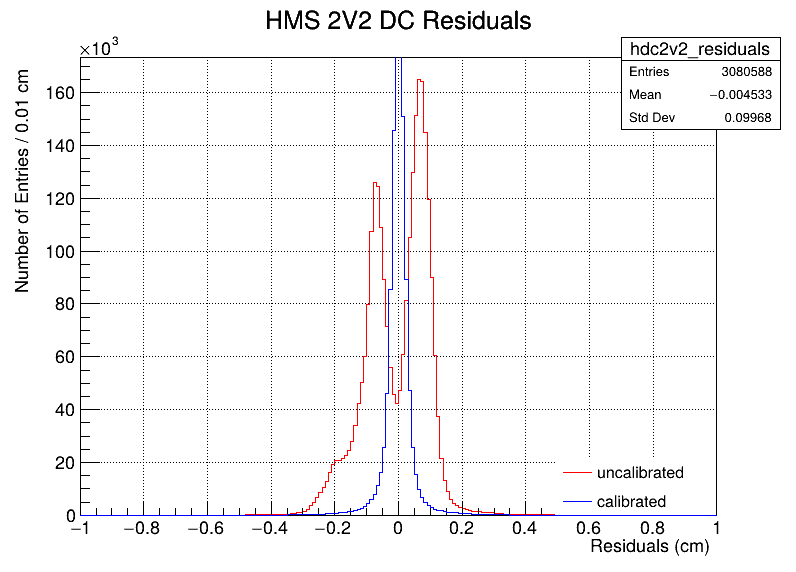 HMS 2V2 DC Residuals
×10³
hdc2v2_residuals
Entries 3080588
Mean −0.004533
Std Dev 0.09968
Number of Entries / 0.01 cm
160
140
120
100
80
60
40
20
0
uncalibrated
calibrated
−1 −0.8 −0.6 −0.4 −0.2 0 0.2 0.4 0.6 0.8 1
Residuals (cm)